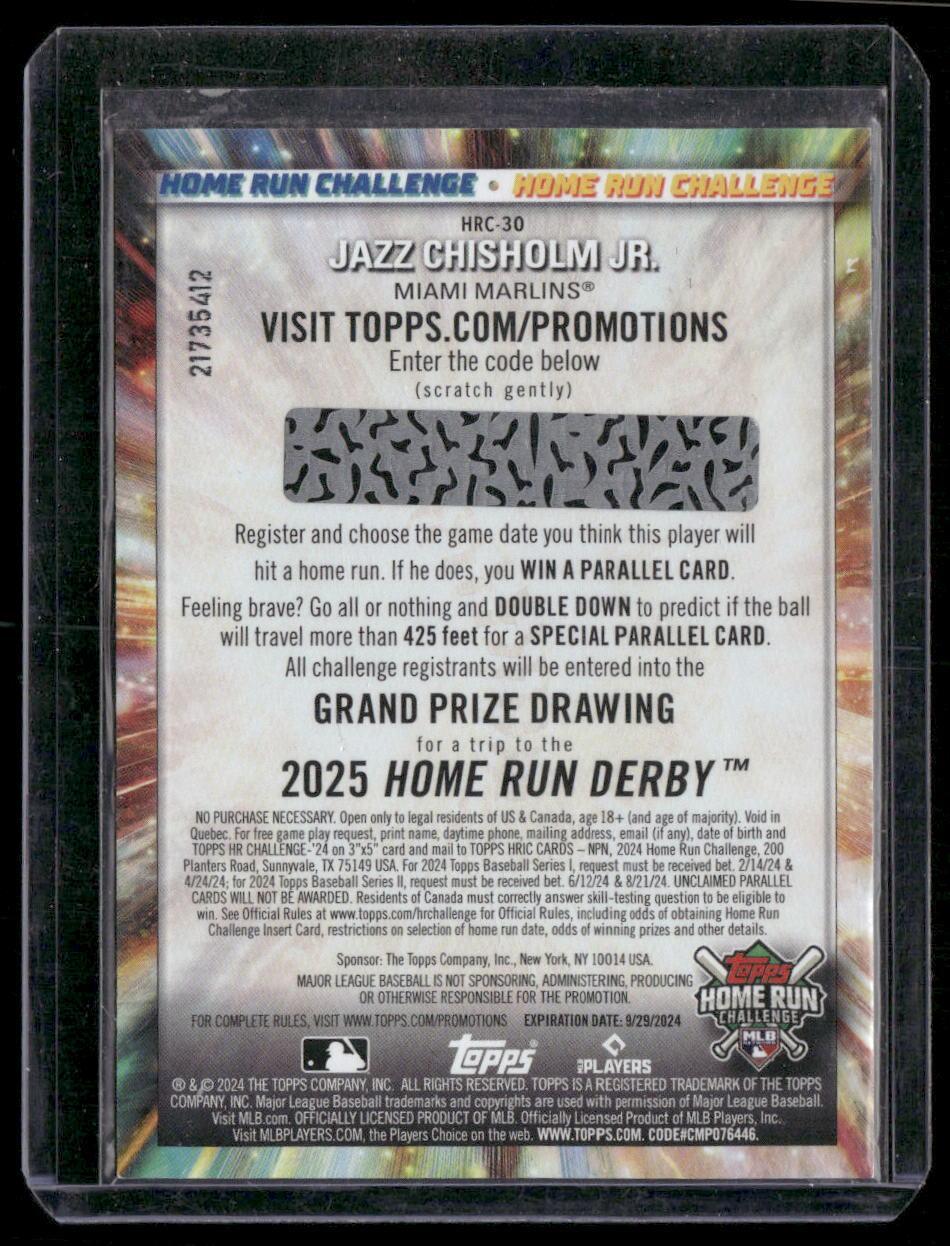 HOME RUN CHALLENGE • HOME RUN CHALLENGE
HRC-30
JAZZ CHISHOLM JR.
MIAMI MARLINS®
21735412
VISIT TOPPS.COM/PROMOTIONS
Enter the code below
(scratch gently)
Register and choose the game date you think this player will
hit a home run. If he does, you WIN A PARALLEL CARD.
Feeling brave? Go all or nothing and DOUBLE DOWN to predict if the ball
will travel more than 425 feet for a SPECIAL PARALLEL CARD.
All challenge registrants will be entered into the
GRAND PRIZE DRAWING
for a trip to the
2025 HOME RUN DERBY™
NO PURCHASE NECESSARY. Open only to legal residents of US & Canada, age 18+ (and age of majority). Void in
Quebec. For free game play request, print name, daytime phone, mailing address, email (if any), date of birth and
TOPPS HR CHALLENGE-'24 on 3"x5" card and mail to TOPPS HRIC CARDS – NPN, 2024 Home Run Challenge, 200
Planters Road, Sunnyvale, TX 75149 USA. For 2024 Topps Baseball Series I, request must be received bet. 2/14/24 &
4/24/24; for 2024 Topps Baseball Series II, request must be received bet. 6/12/24 & 8/21/24. UNCLAIMED PARALLEL
CARDS WILL NOT BE AWARDED. Residents of Canada must correctly answer skill-testing question to be eligible to
win. See Official Rules at www.topps.com/hrchallenge for Official Rules, including odds of obtaining Home Run
Challenge Insert Card, restrictions on selection of home run date, odds of winning prizes and other details.
Sponsor: The Topps Company, Inc., New York, NY 10014 USA.
MAJOR LEAGUE BASEBALL IS NOT SPONSORING, ADMINISTERING, PRODUCING
OR OTHERWISE RESPONSIBLE FOR THE PROMOTION.
FOR COMPLETE RULES, VISIT WWW.TOPPS.COM/PROMOTIONS EXPIRATION DATE: 9/29/2024
topps
HOME RUN
CHALLENGE
MLB
NETWORK
topps®
MLB PLAYERS
® & © 2024 THE TOPPS COMPANY, INC. ALL RIGHTS RESERVED. TOPPS IS A REGISTERED TRADEMARK OF THE TOPPS
COMPANY, INC. Major League Baseball trademarks and copyrights are used with permission of Major League Baseball.
Visit MLB.com. OFFICIALLY LICENSED PRODUCT OF MLB. Officially Licensed Product of MLB Players, Inc.
Visit MLBPLAYERS.COM, the Players Choice on the web. WWW.TOPPS.COM. CODE#CMP076446.